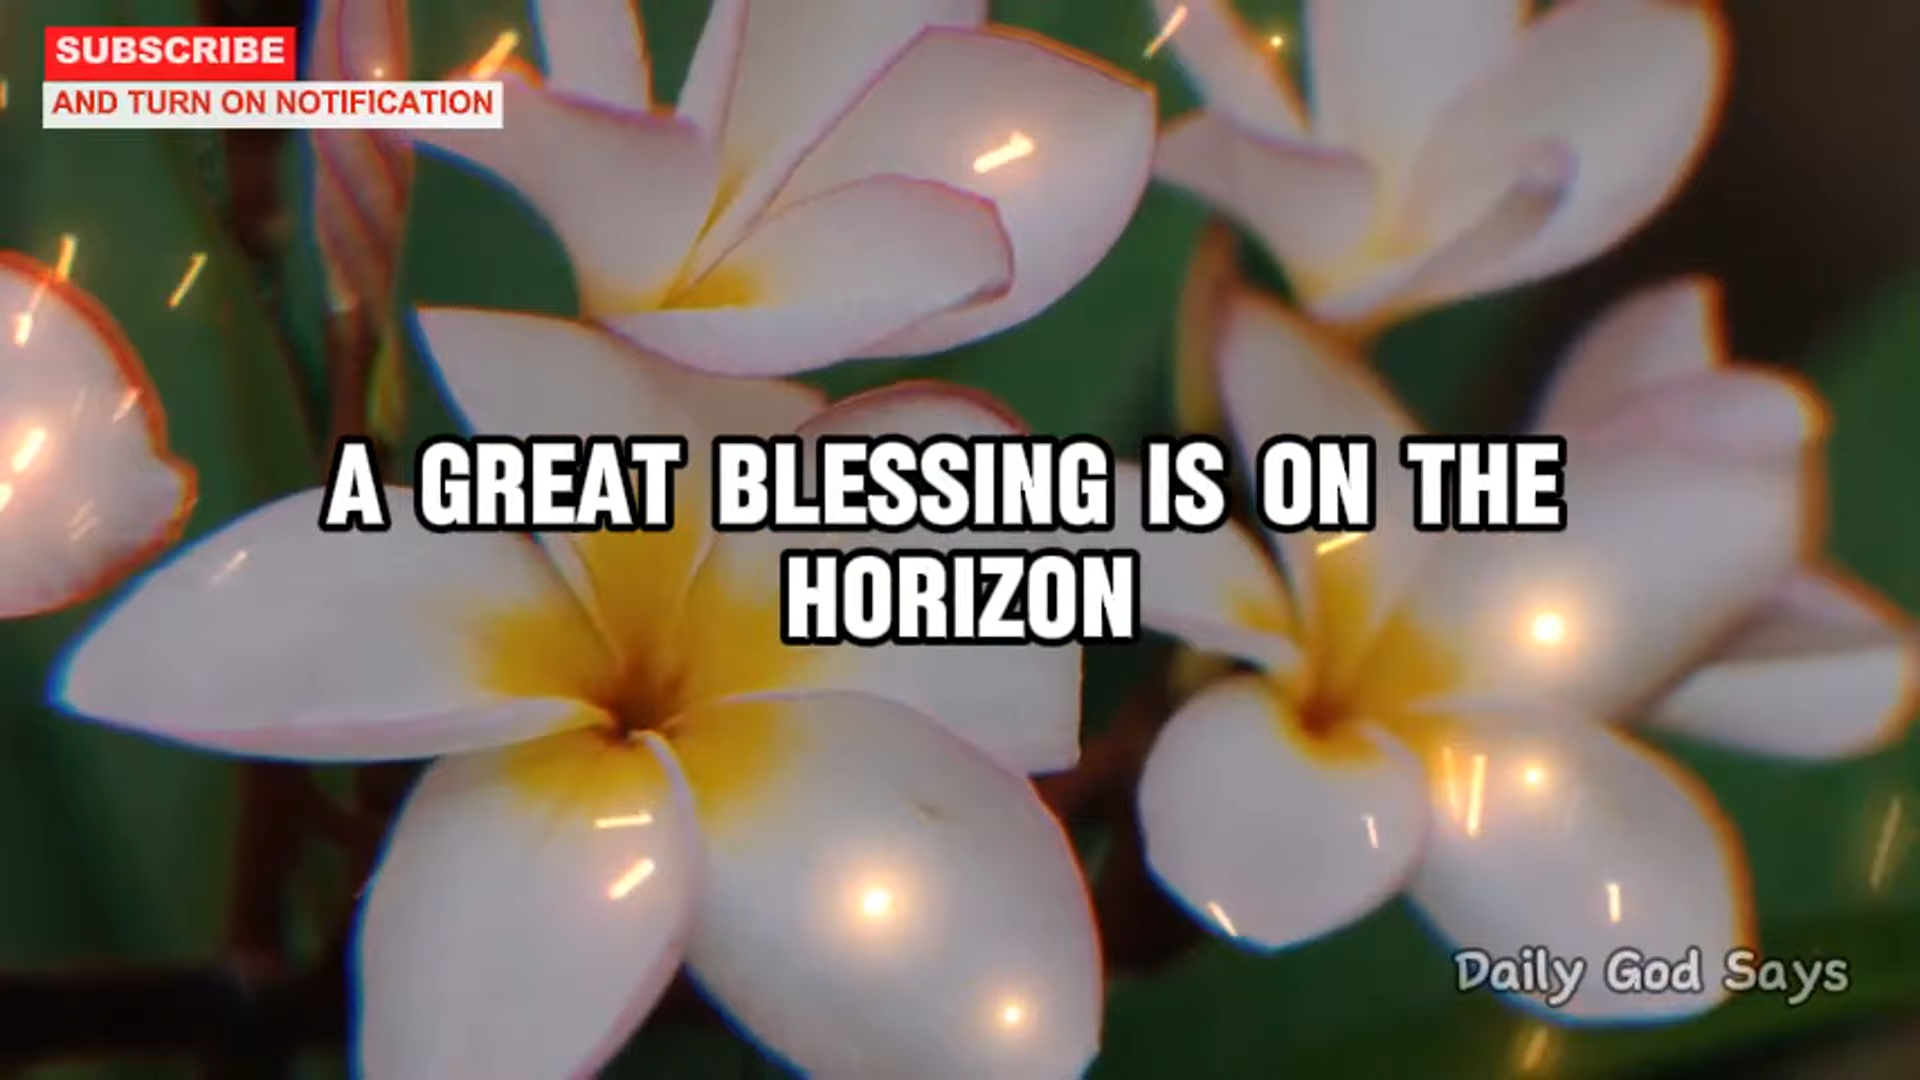 SUBSCRIBE
AND TURN ON NOTIFICATION
A GREAT BLESSING IS ON THE
HORIZON
Daily God Says